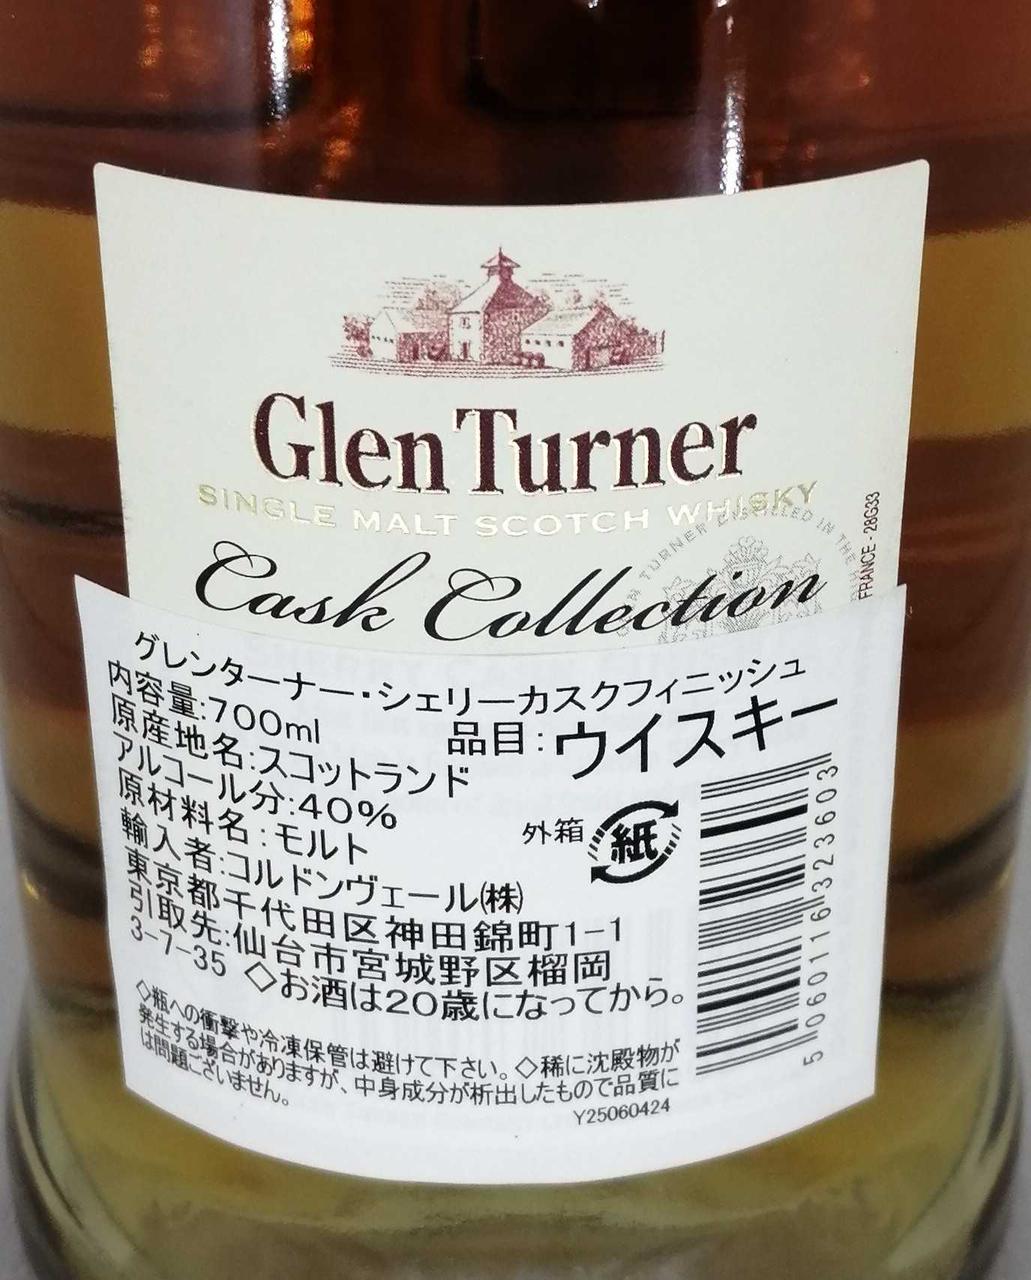 Glen Turner
SINGLE MALT SCOTCH WHISKY
TURNER
IN THE
Cask Collection
FRANCE - 28G33
グレンターナー・シェリーカスクフィニッシュ
内容量:700ml
品目:ウイスキー
原産地名:スコットランド
アルコール分:40%
原材料名:モルト
外箱 紙
輸入者:コルドンヴェール㈱
東京都千代田区神田錦町1-1
引取先:仙台市宮城野区榴岡
3-7-35 ◇お酒は20歳になってから。
◇瓶への衝撃や冷凍保管は避けて下さい。◇稀に沈殿物が
発生する場合がありますが、中身成分が析出したもので品質に
は問題ございません。
Y25060424
5 060116 323603